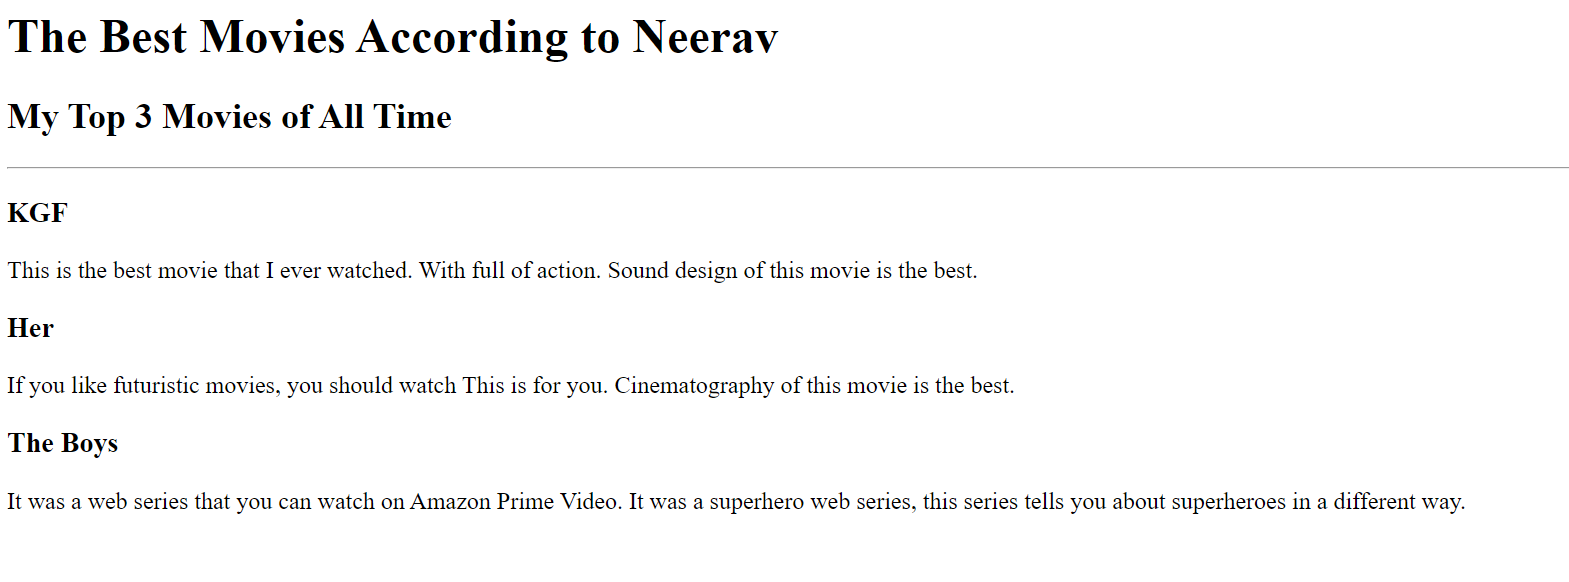 The Best Movies According to Neerav
My Top 3 Movies of All Time
KGF
This is the best movie that I ever watched. With full of action. Sound design of this movie is the best.
Her
If you like futuristic movies, you should watch This is for you. Cinematography of this movie is the best.
The Boys
It was a web series that you can watch on Amazon Prime Video. It was a superhero web series, this series tells you about superheroes in a different way.